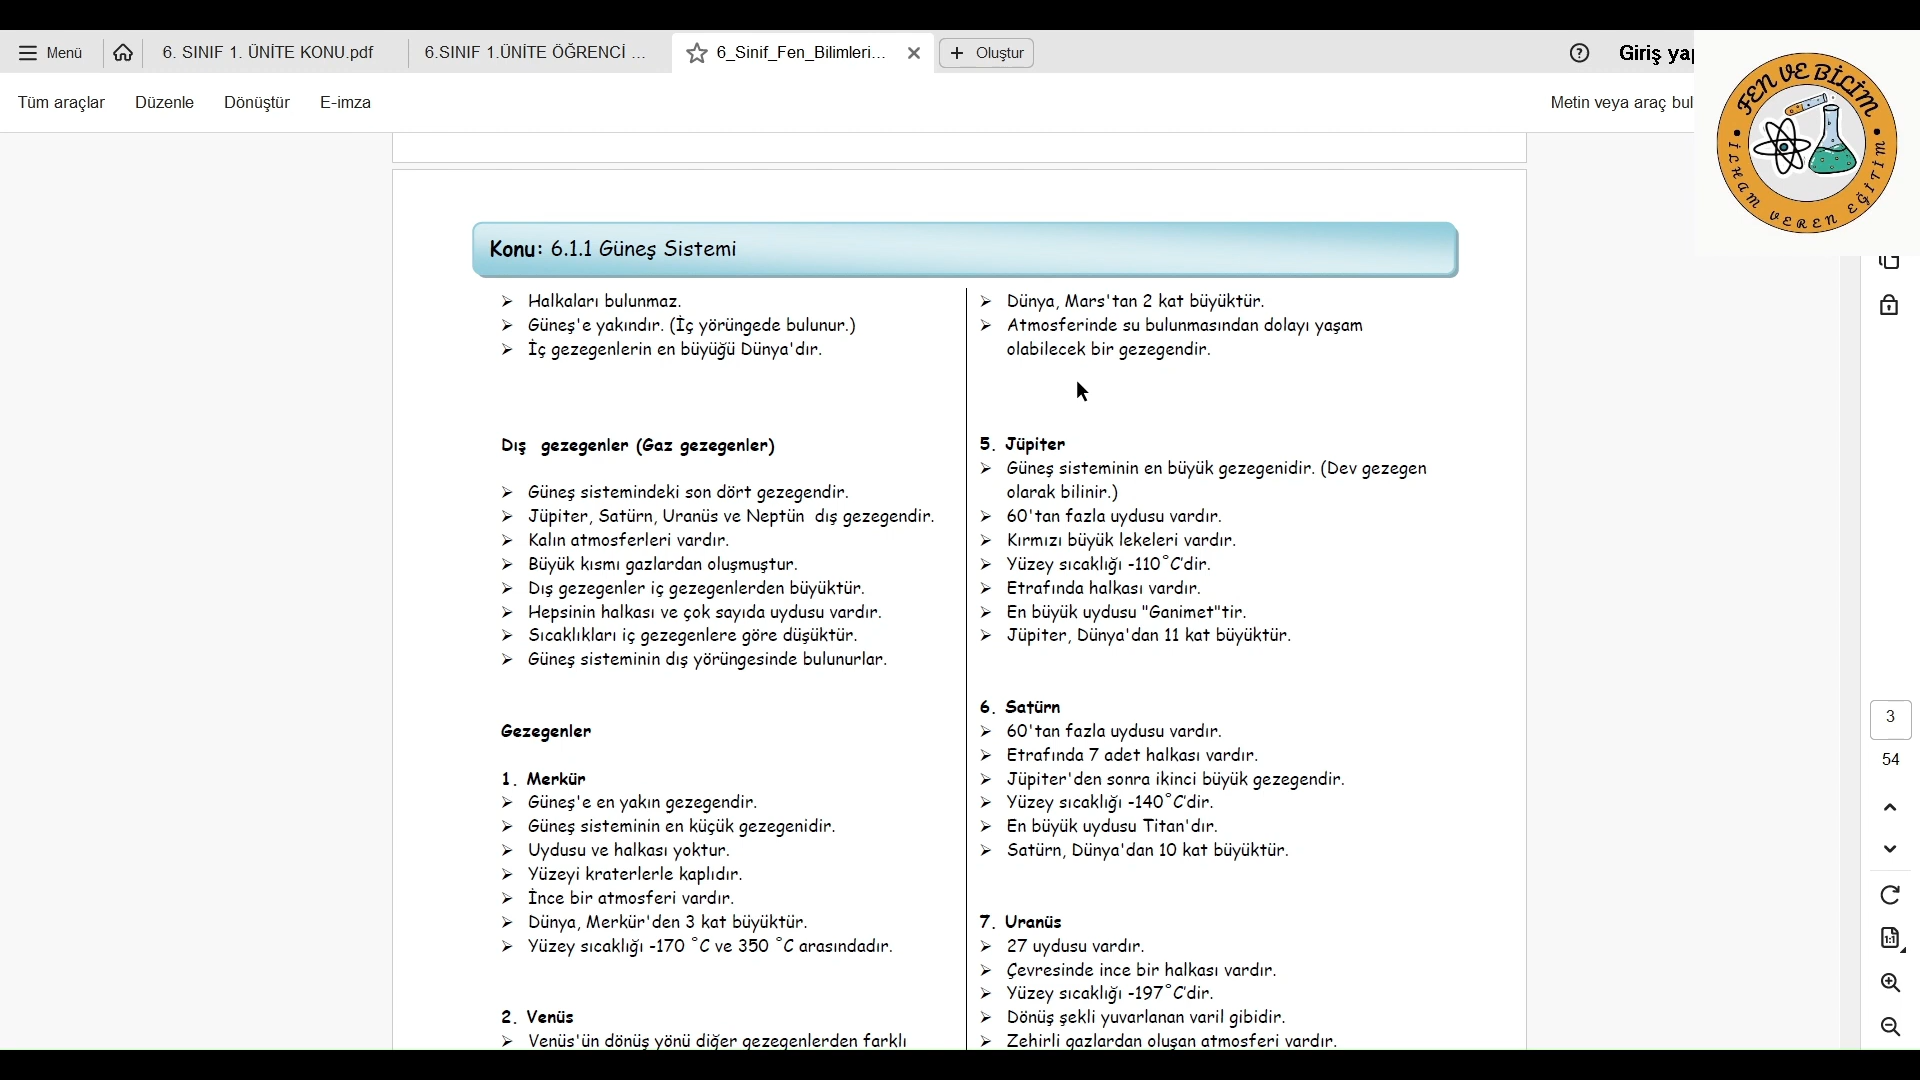 Menü
6. SINIF 1. ÜNİTE KONU.pdf
6.SINIF 1.ÜNİTE ÖĞRENCİ ...
6_Sinif_Fen_Bilimleri...
Oluştur
Giriş yap
Tüm araçlar
Düzenle
Dönüştür
E-imza
Metin veya araç bul
FEN VE BİLİM
İLHAM VEREN EĞİTİM
Konu: 6.1.1 Güneş Sistemi
➢ Halkaları bulunmaz.
➢ Güneş'e yakındır. (İç yörüngede bulunur.)
➢ İç gezegenlerin en büyüğü Dünya'dır.
Dış gezegenler (Gaz gezegenler)
➢ Güneş sistemindeki son dört gezegendir.
➢ Jüpiter, Satürn, Uranüs ve Neptün dış gezegendir.
➢ Kalın atmosferleri vardır.
➢ Büyük kısmı gazlardan oluşmuştur.
➢ Dış gezegenler iç gezegenlerden büyüktür.
➢ Hepsinin halkası ve çok sayıda uydusu vardır.
➢ Sıcaklıkları iç gezegenlere göre düşüktür.
➢ Güneş sisteminin dış yörüngesinde bulunurlar.
Gezegenler
1. Merkür
➢ Güneş'e en yakın gezegendir.
➢ Güneş sisteminin en küçük gezegenidir.
➢ Uydusu ve halkası yoktur.
➢ Yüzeyi kraterlerle kaplıdır.
➢ İnce bir atmosferi vardır.
➢ Dünya, Merkür'den 3 kat büyüktür.
➢ Yüzey sıcaklığı -170 °C ve 350 °C arasındadır.
2. Venüs
➢ Venüs'ün dönüş yönü diğer gezegenlerden farklı
➢ Dünya, Mars'tan 2 kat büyüktür.
➢ Atmosferinde su bulunmasından dolayı yaşam
olabilecek bir gezegendir.
5. Jüpiter
➢ Güneş sisteminin en büyük gezegenidir. (Dev gezegen
olarak bilinir.)
➢ 60'tan fazla uydusu vardır.
➢ Kırmızı büyük lekeleri vardır.
➢ Yüzey sıcaklığı -110°C'dir.
➢ Etrafında halkası vardır.
➢ En büyük uydusu "Ganimet"tir.
➢ Jüpiter, Dünya'dan 11 kat büyüktür.
6. Satürn
➢ 60'tan fazla uydusu vardır.
➢ Etrafında 7 adet halkası vardır.
➢ Jüpiter'den sonra ikinci büyük gezegendir.
➢ Yüzey sıcaklığı -140°C'dir.
➢ En büyük uydusu Titan'dır.
➢ Satürn, Dünya'dan 10 kat büyüktür.
7. Uranüs
➢ 27 uydusu vardır.
➢ Çevresinde ince bir halkası vardır.
➢ Yüzey sıcaklığı -197°C'dir.
➢ Dönüş şekli yuvarlanan varil gibidir.
➢ Zehirli gazlardan oluşan atmosferi vardır.
3
54
1:1